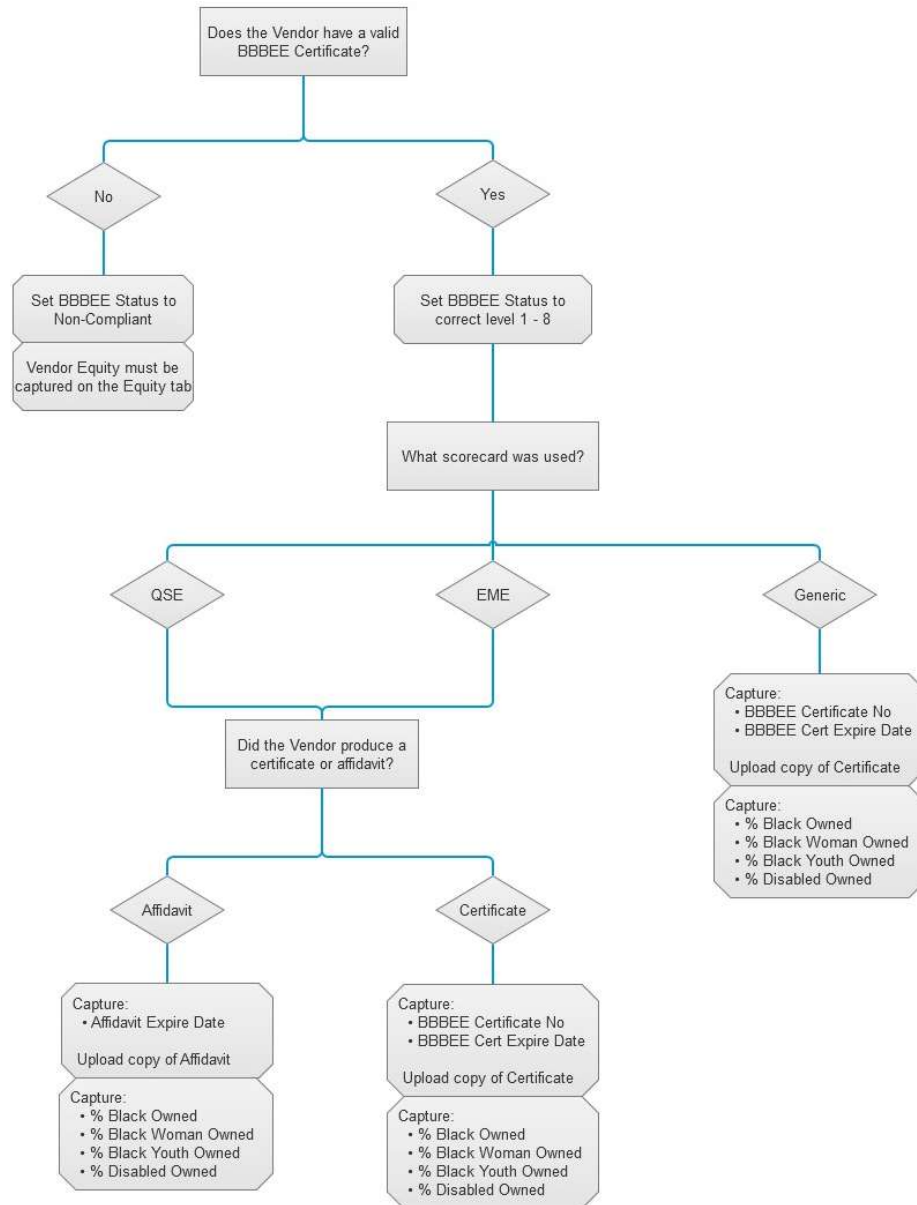 Does the Vendor have a valid
BBBEE Certificate?
No
Yes
Set BBBEE Status to
Non-Compliant
Vendor Equity must be
captured on the Equity tab
Set BBBEE Status to
correct level 1 - 8
What scorecard was used?
QSE
EME
Generic
Capture:
• BBBEE Certificate No
• BBBEE Cert Expire Date
Upload copy of Certificate
Capture:
• % Black Owned
• % Black Woman Owned
• % Black Youth Owned
• % Disabled Owned
Did the Vendor produce a
certificate or affidavit?
Affidavit
Certificate
Capture:
• Affidavit Expire Date
Upload copy of Affidavit
Capture:
• % Black Owned
• % Black Woman Owned
• % Black Youth Owned
• % Disabled Owned
Capture:
• BBBEE Certificate No
• BBBEE Cert Expire Date
Upload copy of Certificate
Capture:
• % Black Owned
• % Black Woman Owned
• % Black Youth Owned
• % Disabled Owned